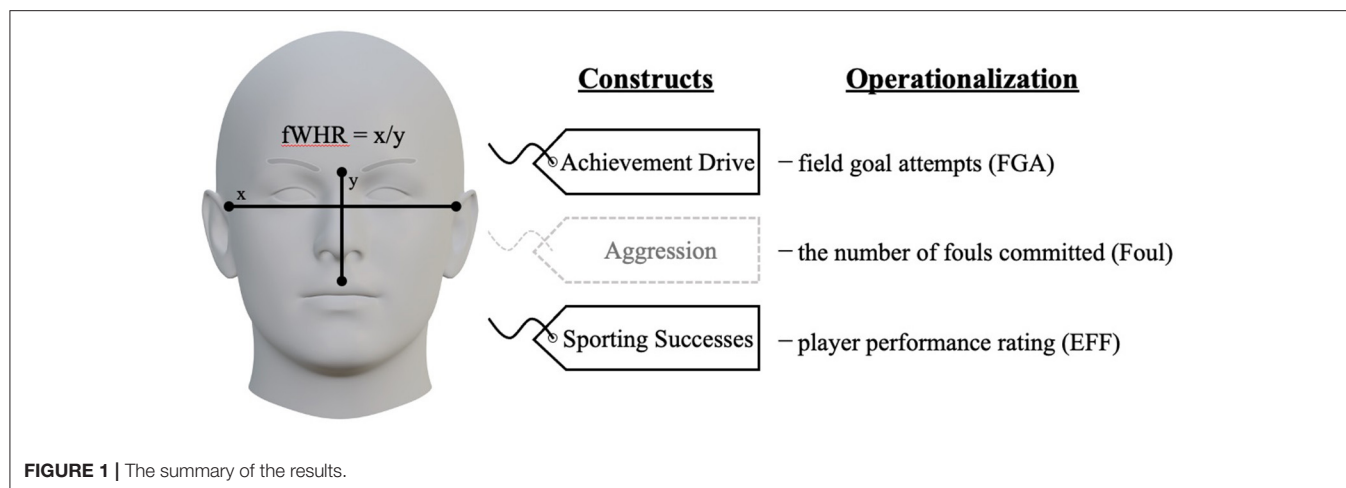 Constructs Operationalization
fWHR = x/y
Achievement Drive – field goal attempts (FGA)
x y
Aggression – the number of fouls committed (Foul)
Sporting Successes – player performance rating (EFF)
FIGURE 1 | The summary of the results.